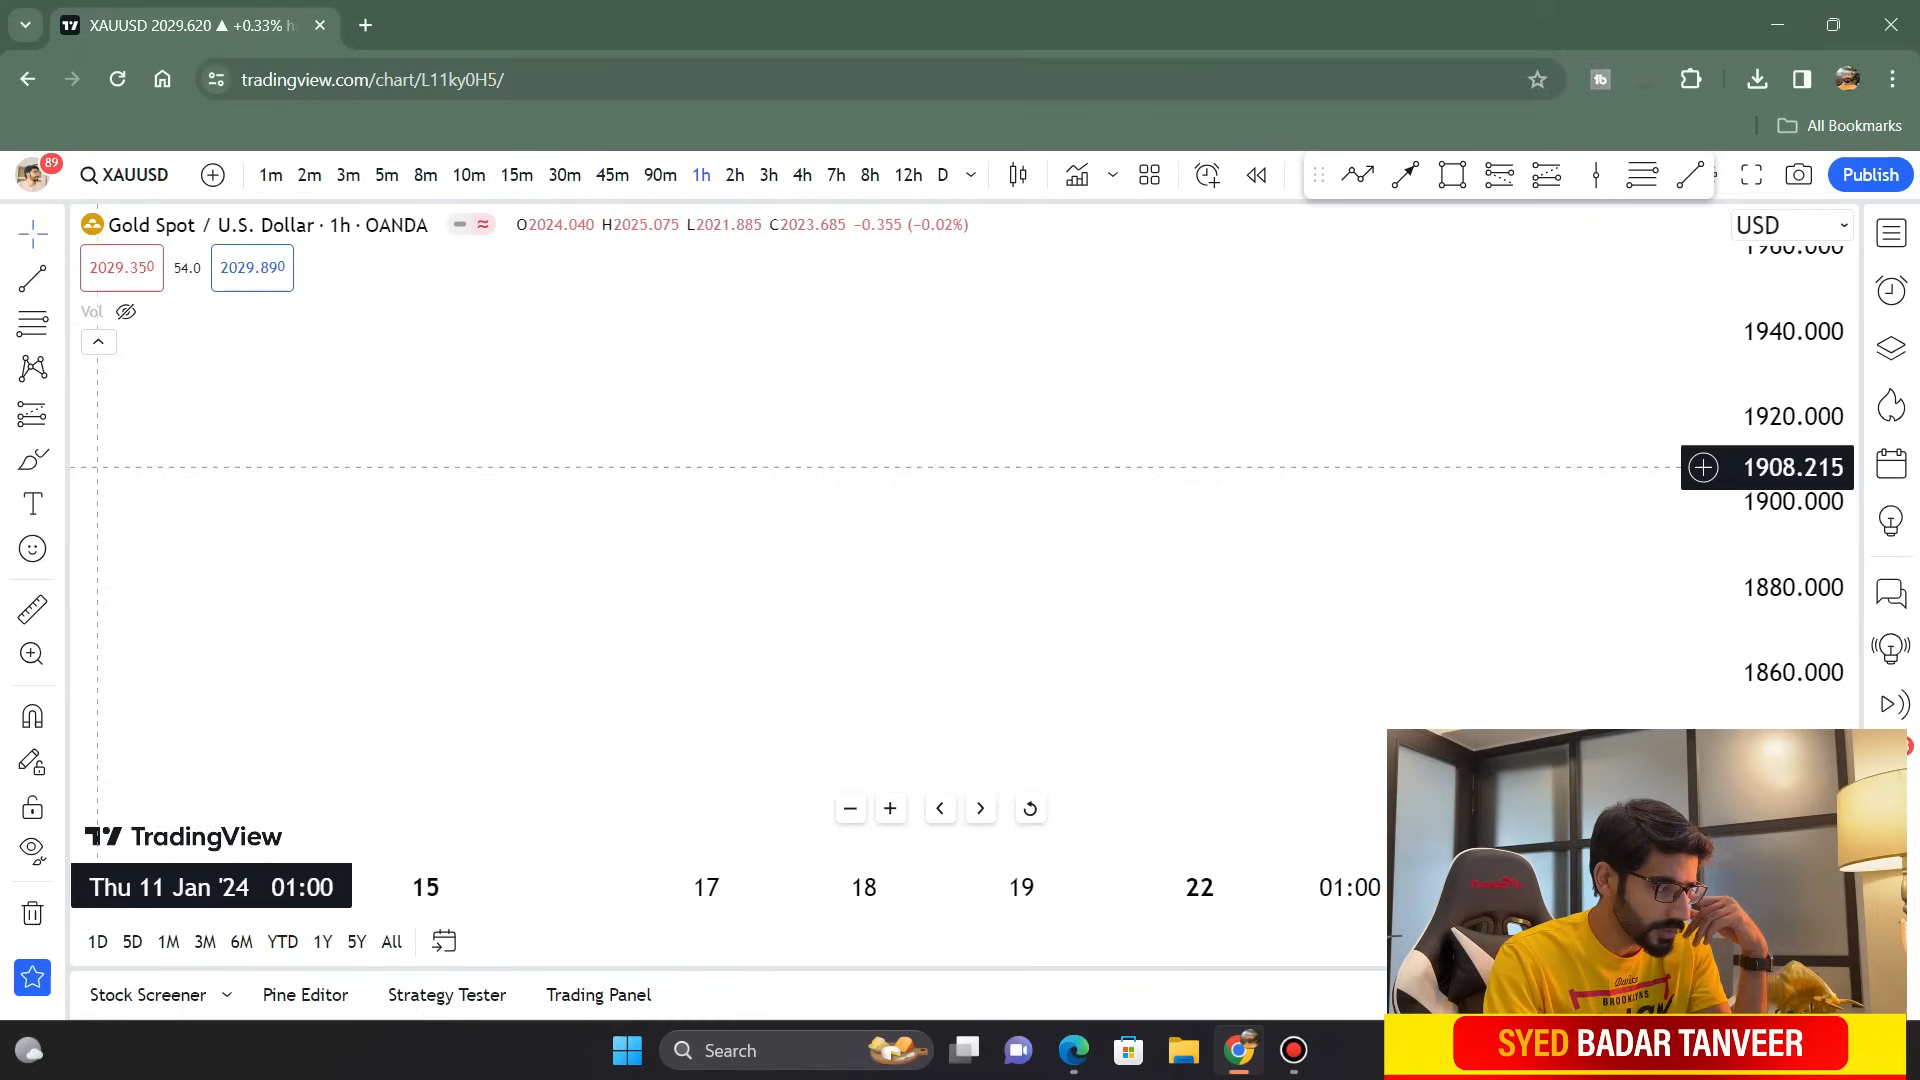 XAUUSD 2029.620 ▲ +0.33%
tradingview.com/chart/L11ky0H5/
All Bookmarks
89
XAUUSD
1m 2m 3m 5m 8m 10m 15m 30m 45m 90m 1h 2h 3h 4h 7h 8h 12h D
Publish
Gold Spot / U.S. Dollar · 1h · OANDA
O2024.040 H2025.075 L2021.885 C2023.685 −0.355 (−0.02%)
USD
1960.000
2029.350 54.0 2029.890
Vol
1940.000
1920.000
1908.215
1900.000
1880.000
1860.000
TradingView
Thu 11 Jan '24 01:00 15 17 18 19 22 01:00
1D 5D 1M 3M 6M YTD 1Y 5Y All
Stock Screener Pine Editor Strategy Tester Trading Panel
BROOKLYNS
Search
SYED BADAR TANVEER